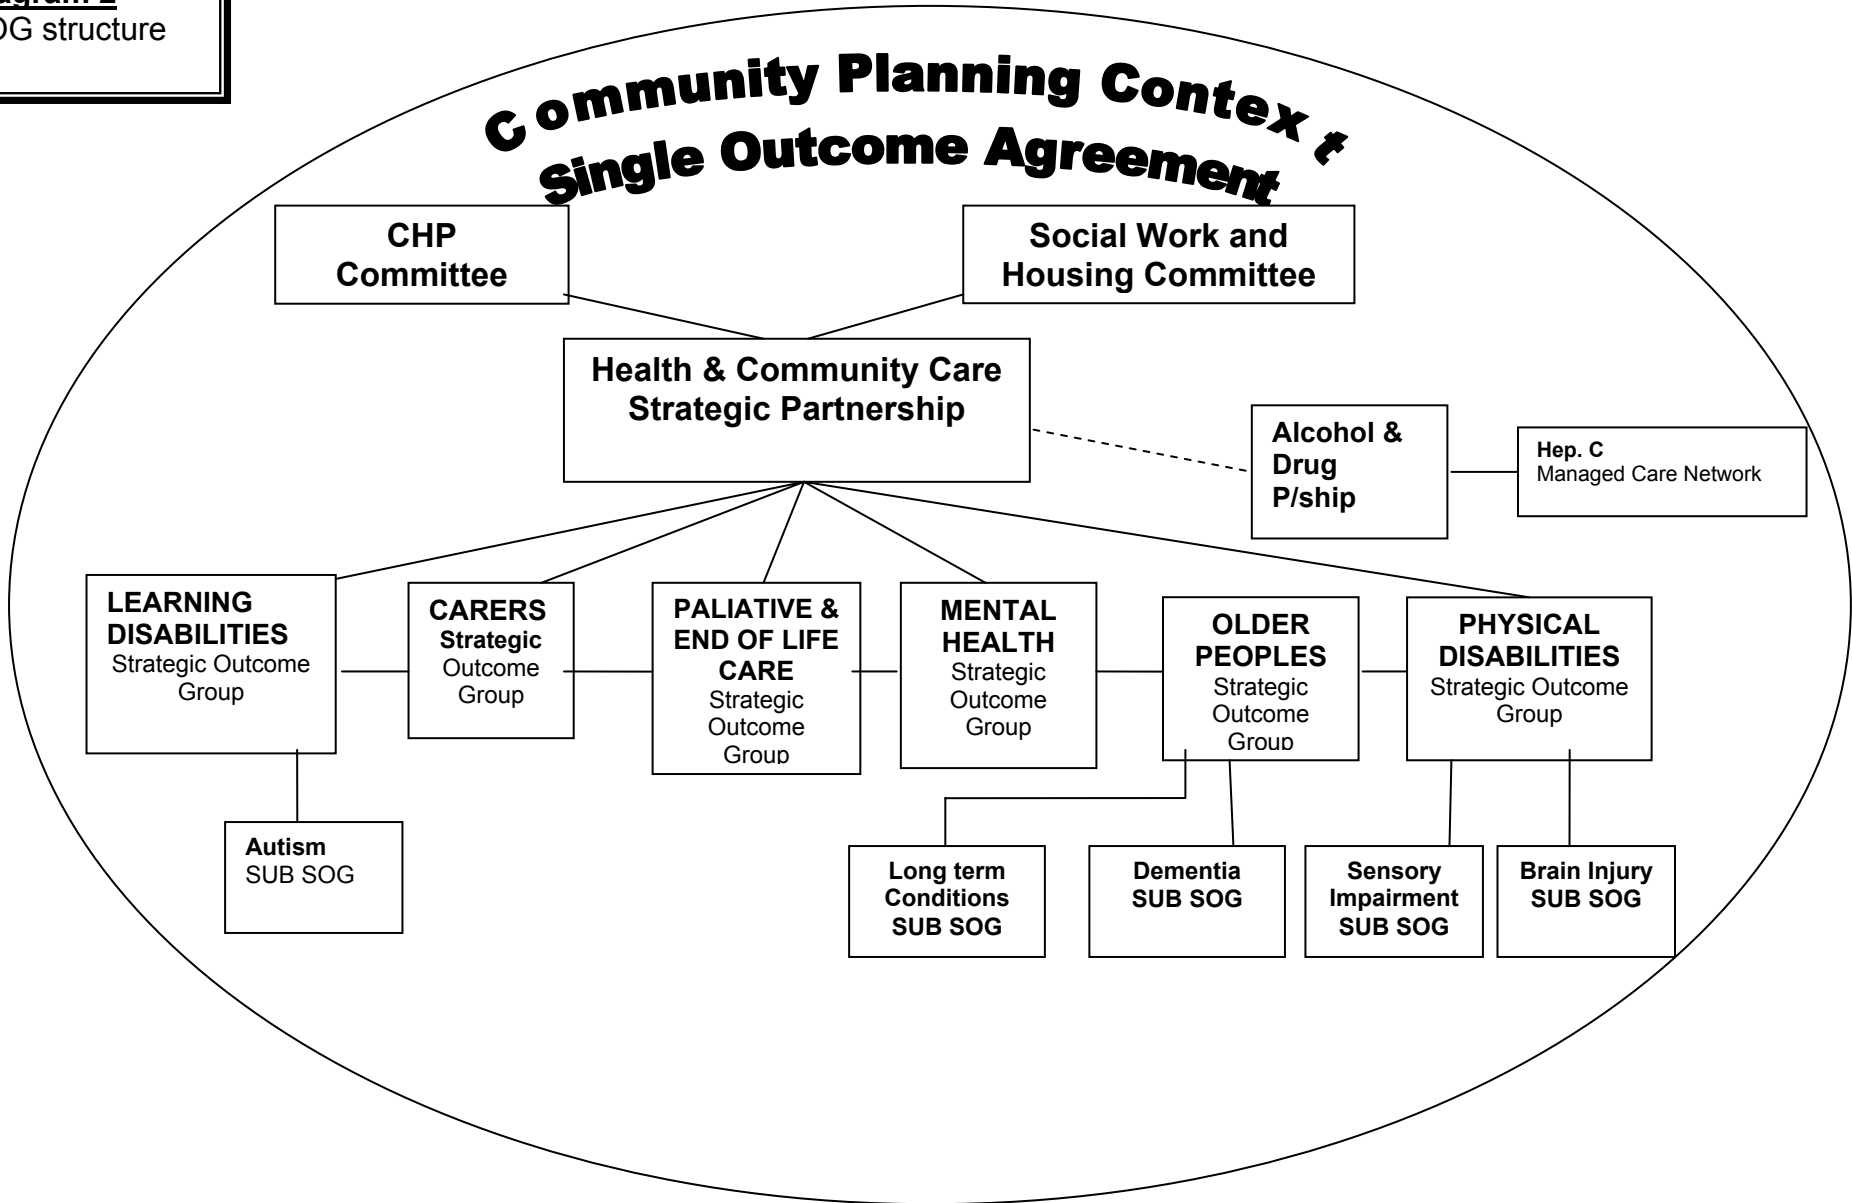 OG structure
Community Planning Context
Single Outcome Agreement
CHP
Committee
Social Work and
Housing Committee
Health & Community Care
Strategic Partnership
Alcohol &
Drug
P/ship
Hep. C
Managed Care Network
LEARNING
DISABILITIES
Strategic Outcome
Group
CARERS
Strategic
Outcome
Group
PALIATIVE &
END OF LIFE
CARE
Strategic
Outcome
Group
MENTAL
HEALTH
Strategic
Outcome
Group
OLDER
PEOPLES
Strategic
Outcome
Group
PHYSICAL
DISABILITIES
Strategic Outcome
Group
Autism
SUB SOG
Long term
Conditions
SUB SOG
Dementia
SUB SOG
Sensory
Impairment
SUB SOG
Brain Injury
SUB SOG